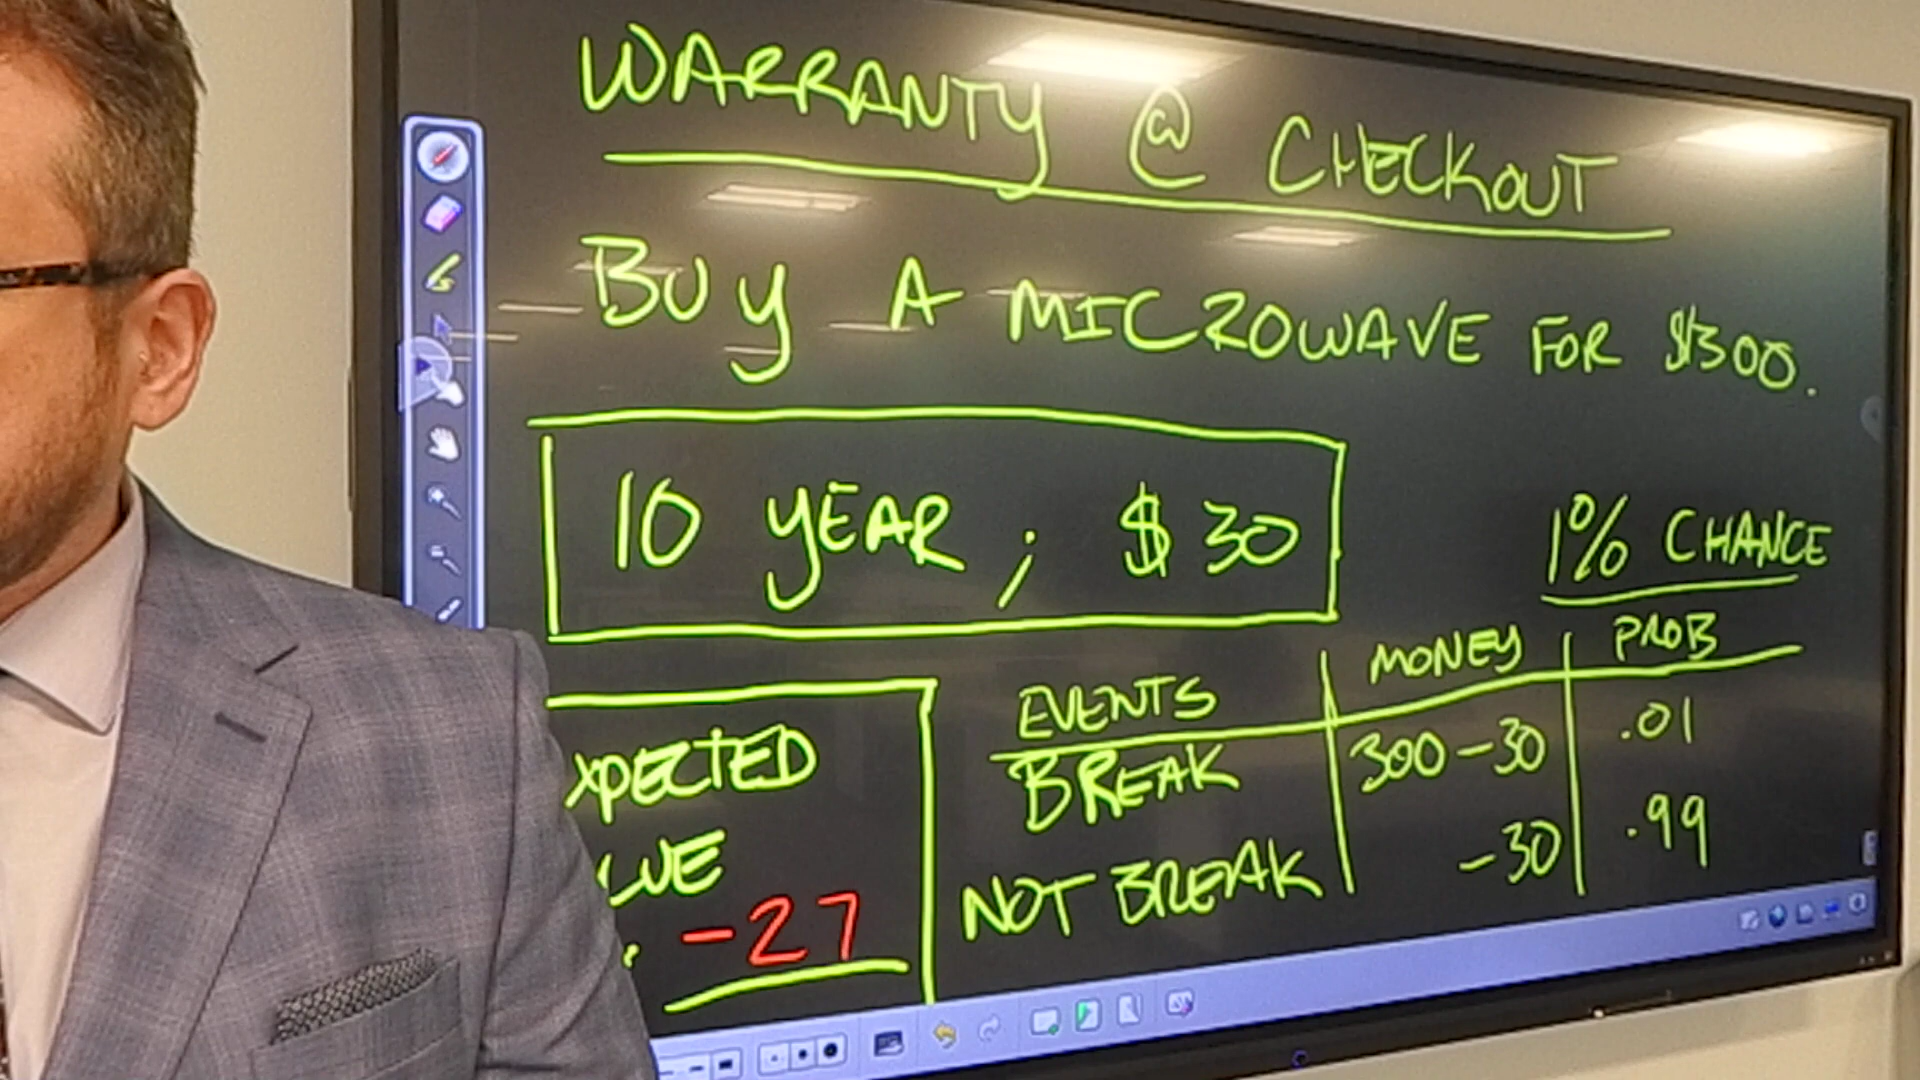 WARRANTY @ CHECKOUT
BUY A MICROWAVE FOR $300.
10 YEAR ; $30
1% CHANCE
EVENTS MONEY PROB
BREAK 300-30 .01
NOT BREAK -30 .99
XPECTED
LUE
: -27